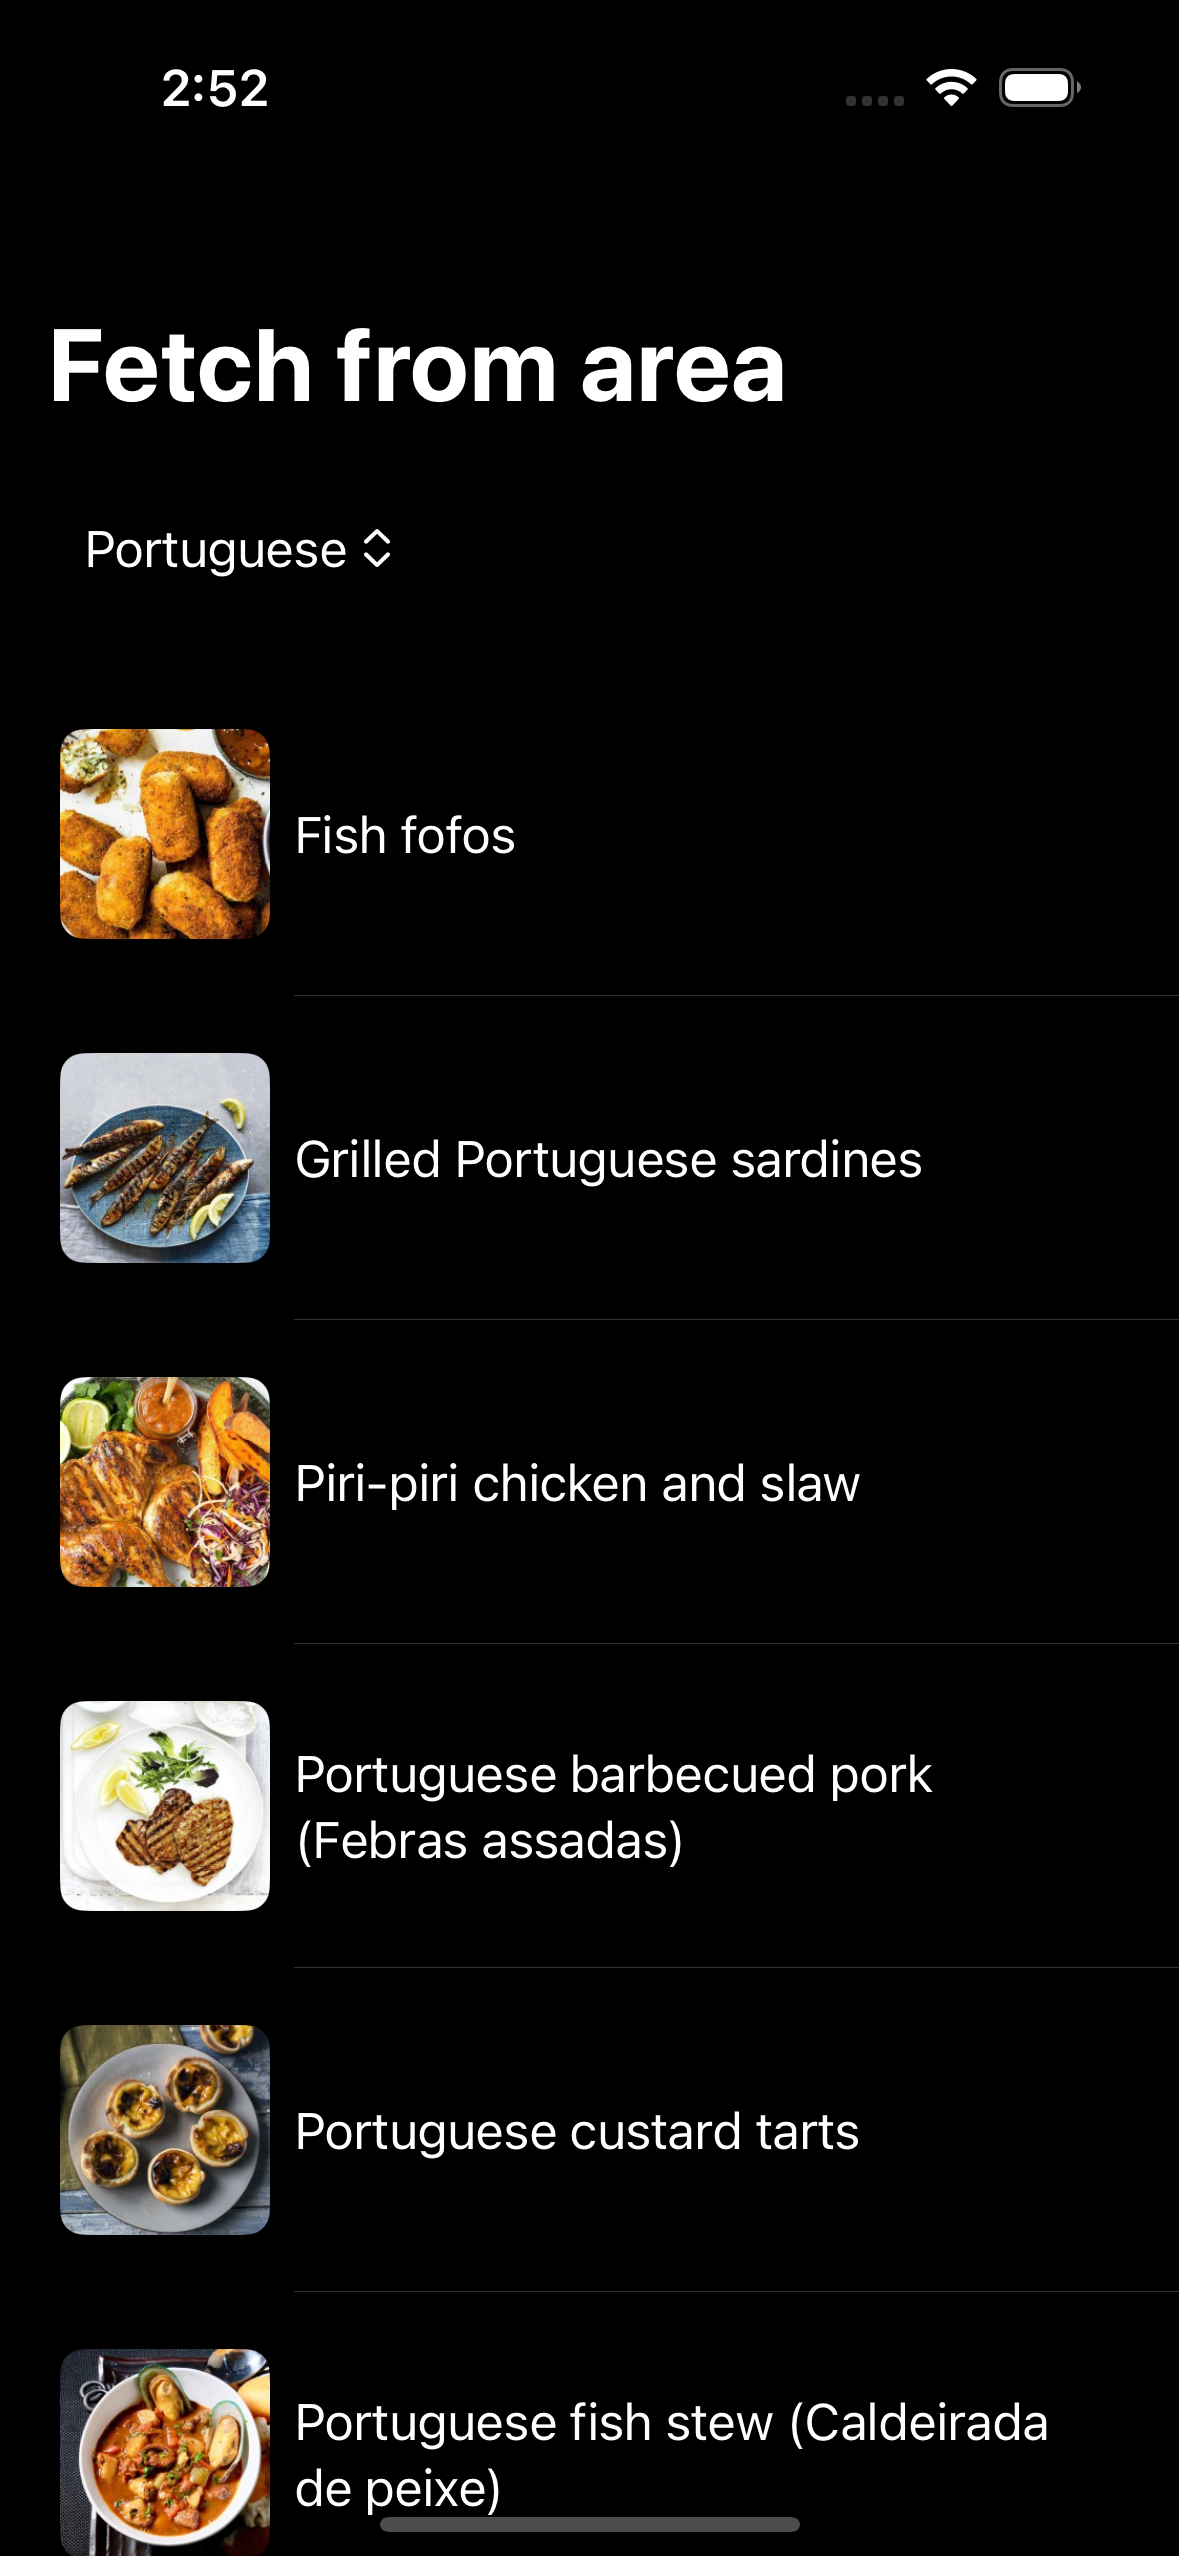 2:52
Fetch from area
Portuguese
Fish fofos
Grilled Portuguese sardines
Piri-piri chicken and slaw
Portuguese barbecued pork
(Febras assadas)
Portuguese custard tarts
Portuguese fish stew (Caldeirada
de peixe)